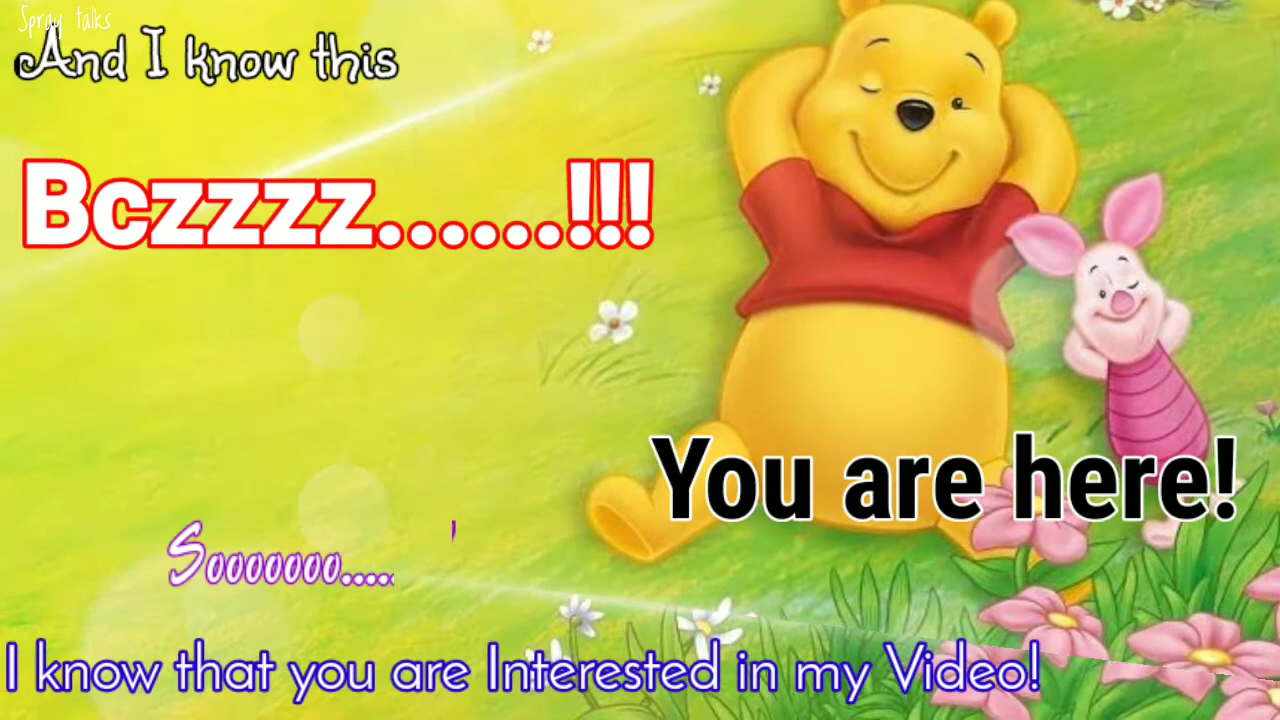 Spray talks
And I know this
Bczzzz......!!!
You are here!
Sooooooo.....
I know that you are Interested in my Video!